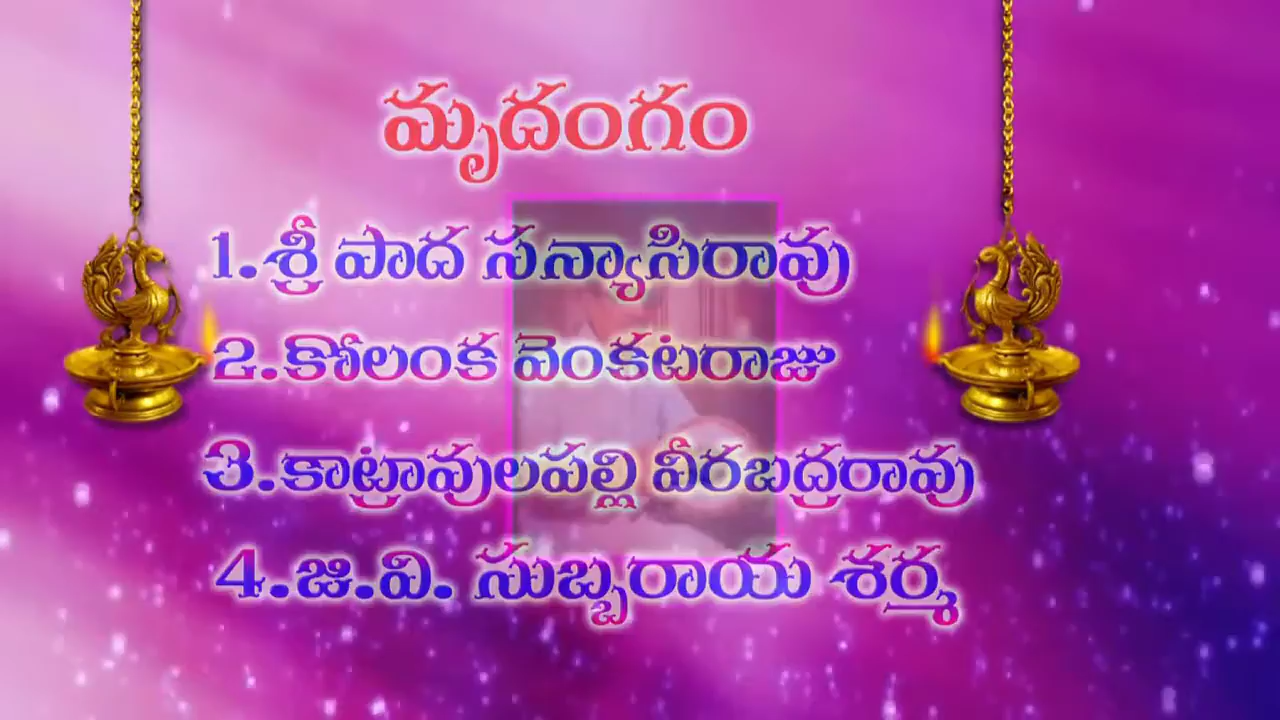 మృదంగం
1.శ్రీ పాద సన్యాసిరావు
2.కోలంక వెంకటరాజు
3.కాట్రావులపల్లి వీరబద్రరావు
4.జి.వి. సుబ్బరాయ శర్మ